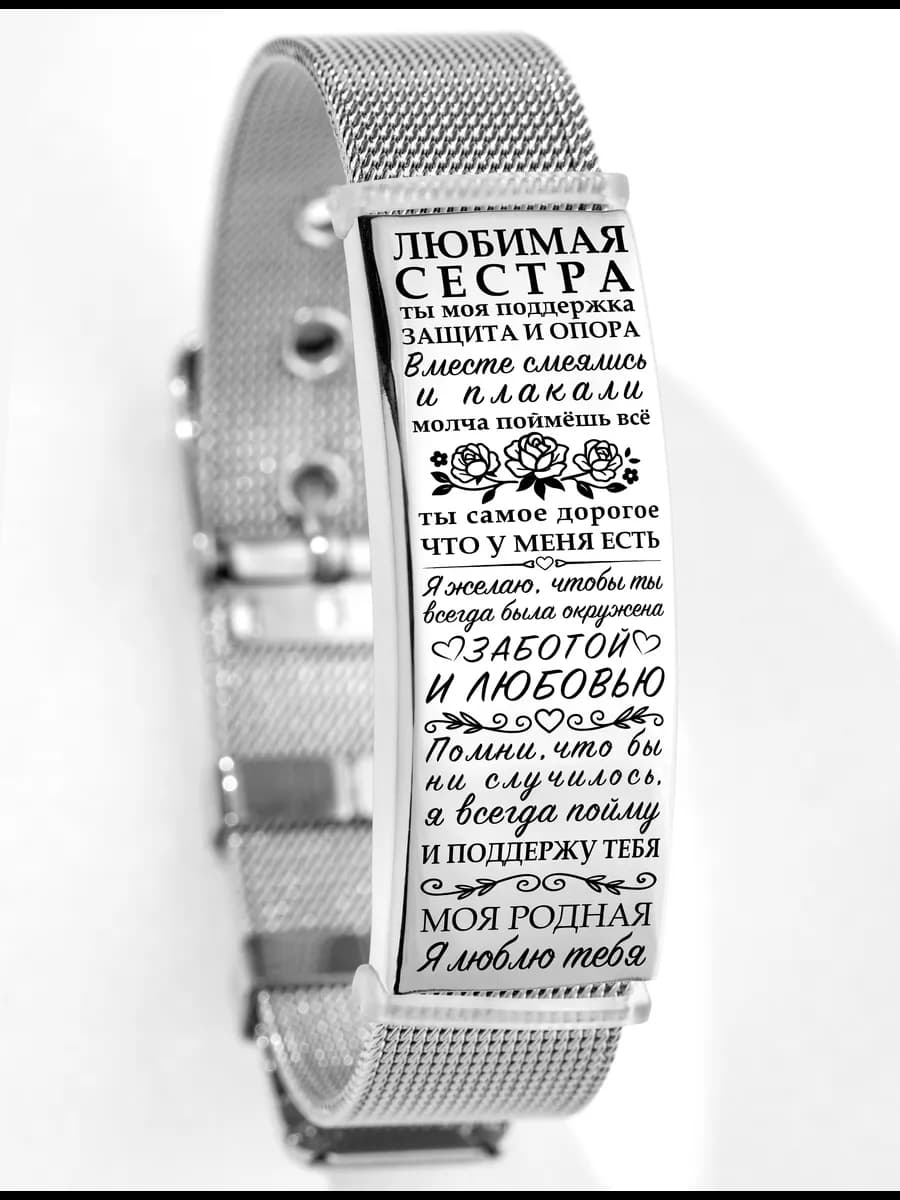 ЛЮБИМАЯ
СЕСТРА
ты моя поддержка
ЗАЩИТА И ОПОРА
Вместе смеялись
и плакали
молча поймёшь всё
ты самое дорогое
ЧТО У МЕНЯ ЕСТЬ
Я желаю, чтобы ты
всегда была окружена
ЗАБОТОЙ
И ЛЮБОВЬЮ
Помни, что бы
ни случилось,
я всегда пойму
И ПОДДЕРЖУ ТЕБЯ
МОЯ РОДНАЯ
Я люблю тебя